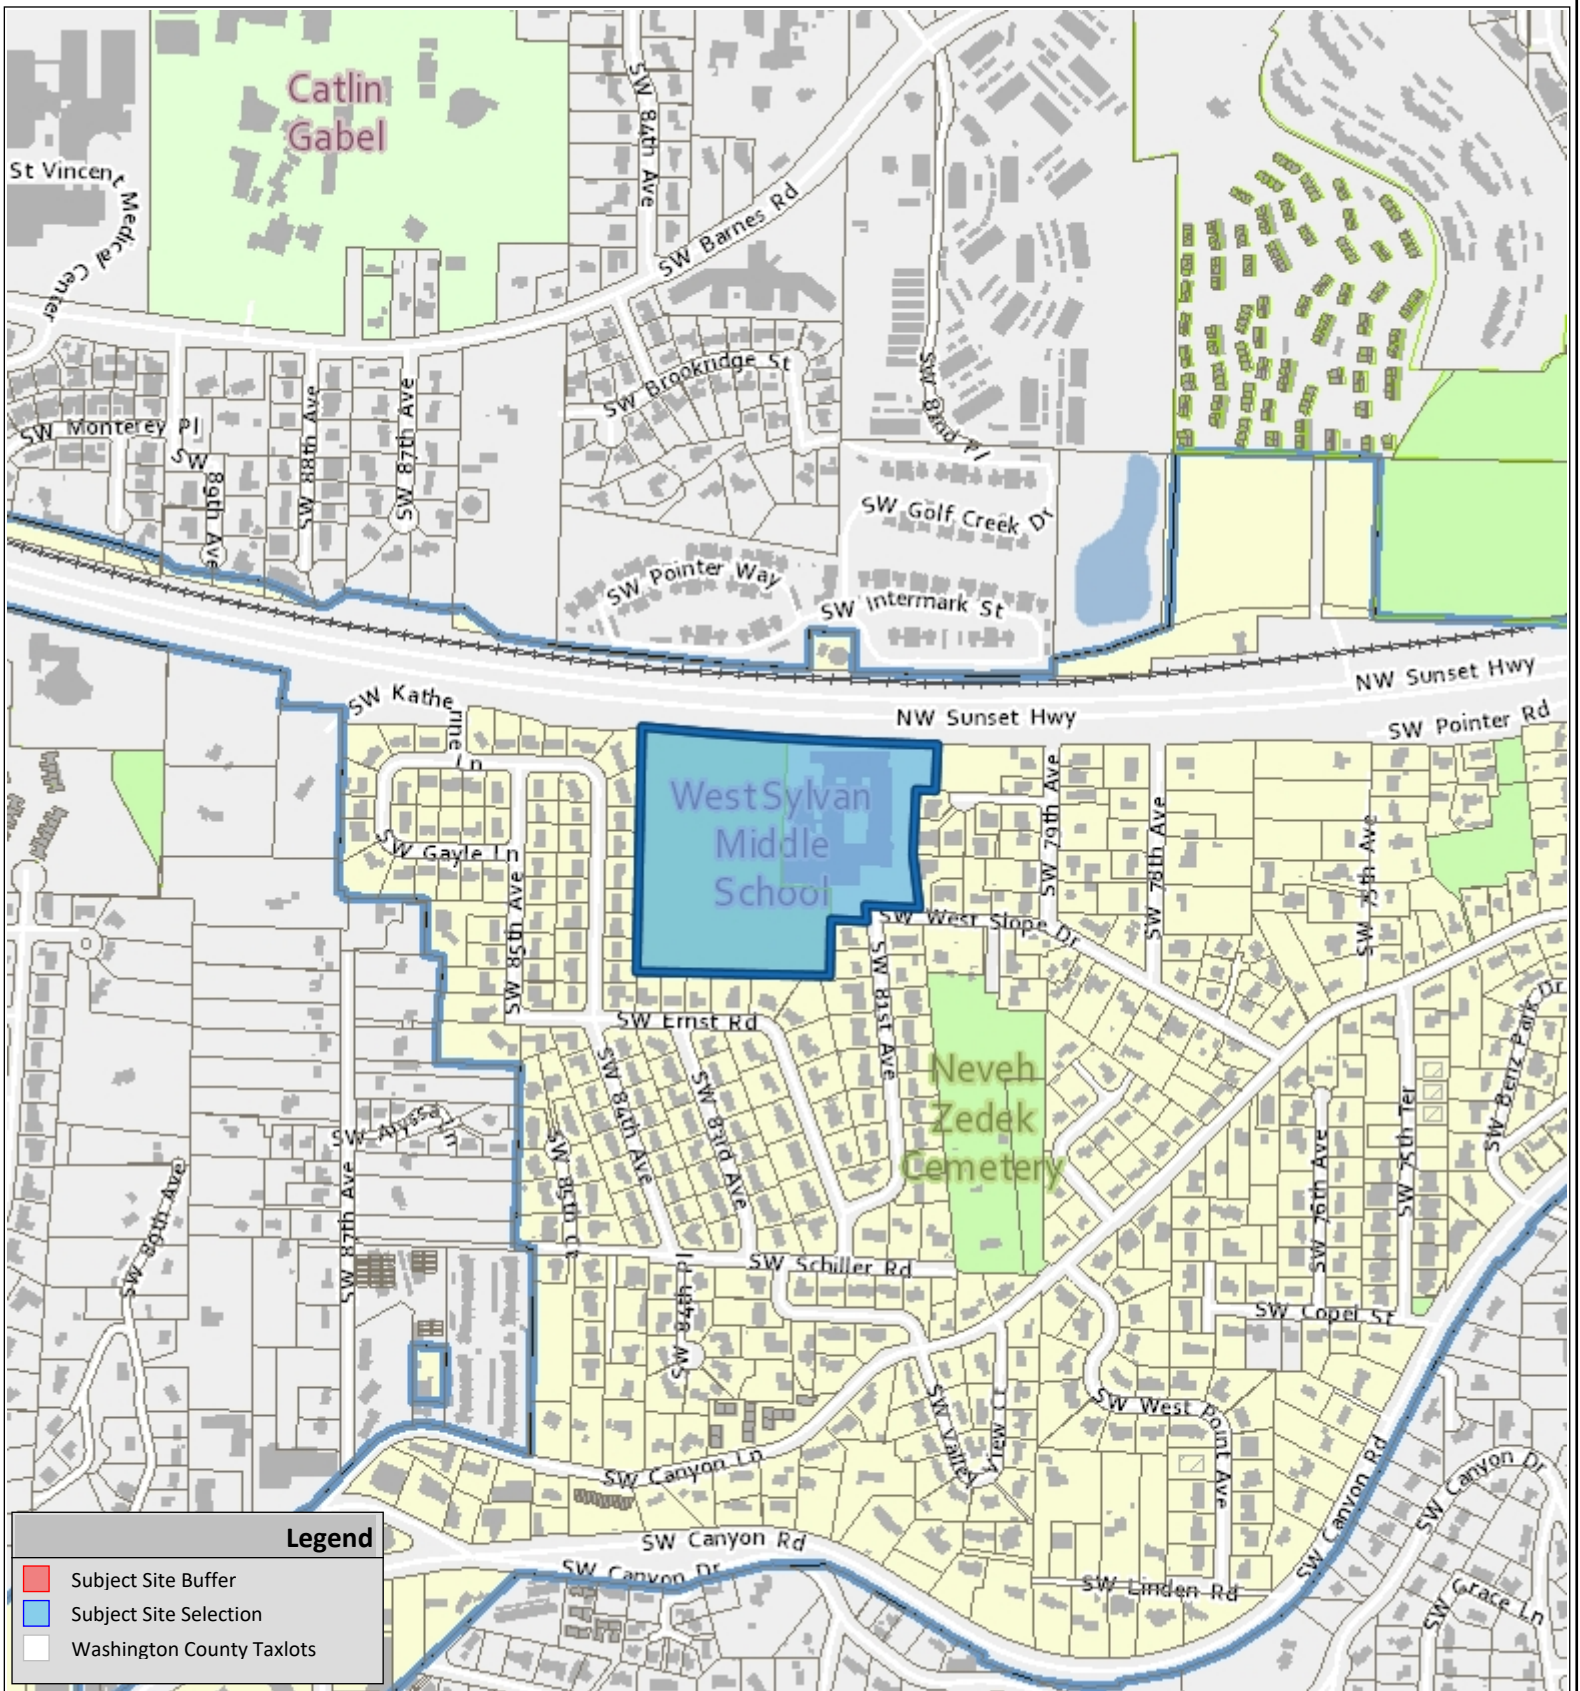 Catlin
Gabel
SW 84th Ave
St Vincent Medical Center
SW Barnes Rd
SW 82nd Pl
SW Brookridge St
SW Monterey Pl
SW 89th Ave
SW 88th Ave
SW 87th Ave
SW Golf Creek Dr
SW Pointer Way
SW Intermark St
NW Sunset Hwy
NW Sunset Hwy
SW Pointer Rd
SW Katherine Ln
West Sylvan
Middle
School
SW Gayle Ln
SW 79th Ave
SW 78th Ave
SW 75th Ave
SW 85th Ave
SW West Slope Dr
SW 81st Ave
SW Ernst Rd
SW Benz Park Dr
Neveh
Zedek
Cemetery
SW 84th Ave
SW 83rd Ave
SW Alyssa Ln
SW 85th Ct
SW 87th Ave
SW 89th Ave
SW 76th Ave
SW 75th Ter
SW Schiller Rd
SW 84th Pl
SW Copel St
SW Valley View Ct
SW West Point Ave
SW Canyon Ln
SW Canyon Rd
SW Canyon Dr
SW Canyon Rd
SW Canyon Dr
SW Linden Rd
SW Grace Ln
Legend
Subject Site Buffer
Subject Site Selection
Washington County Taxlots